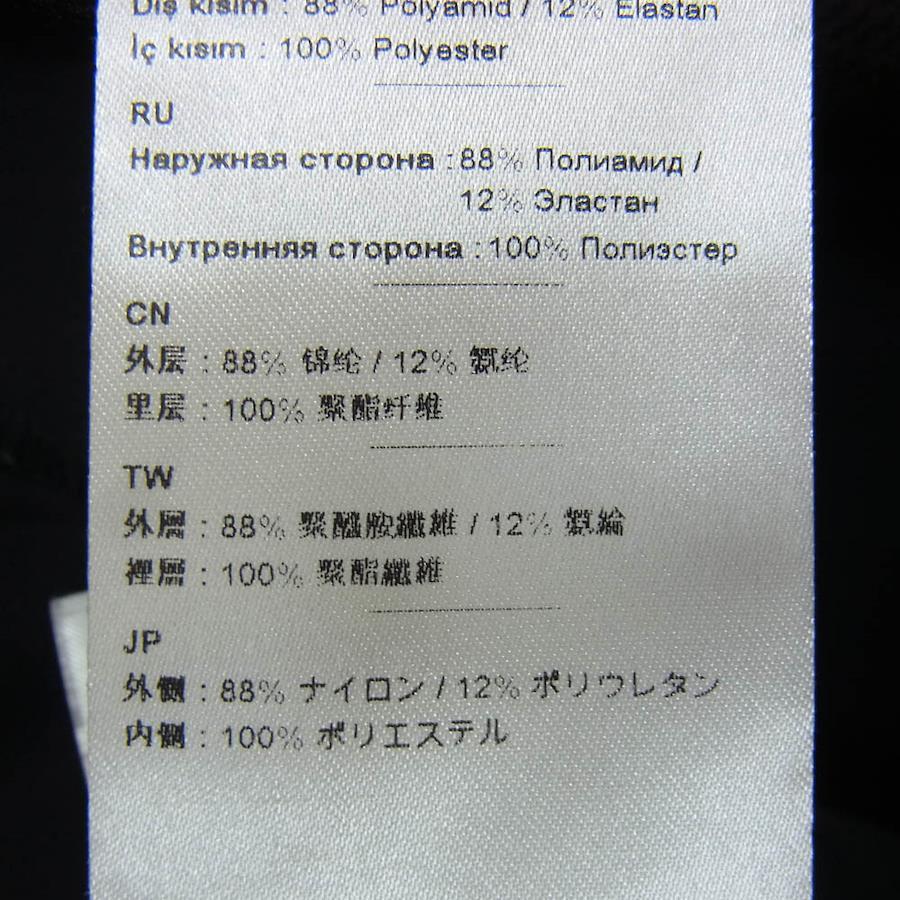 Dış kısım : 88% Polyamid / 12% Elastan
İç kısım : 100% Polyester
RU
Наружная сторона : 88% Полиамид /
12% Эластан
Внутренняя сторона : 100% Полиэстер
CN
外层 : 88% 锦纶 / 12% 氨纶
里层 : 100% 聚酯纤维
TW
外層 : 88% 聚醯胺纖維 / 12% 氨綸
裡層 : 100% 聚酯纖維
JP
外側 : 88% ナイロン / 12% ポリウレタン
内側 : 100% ポリエステル